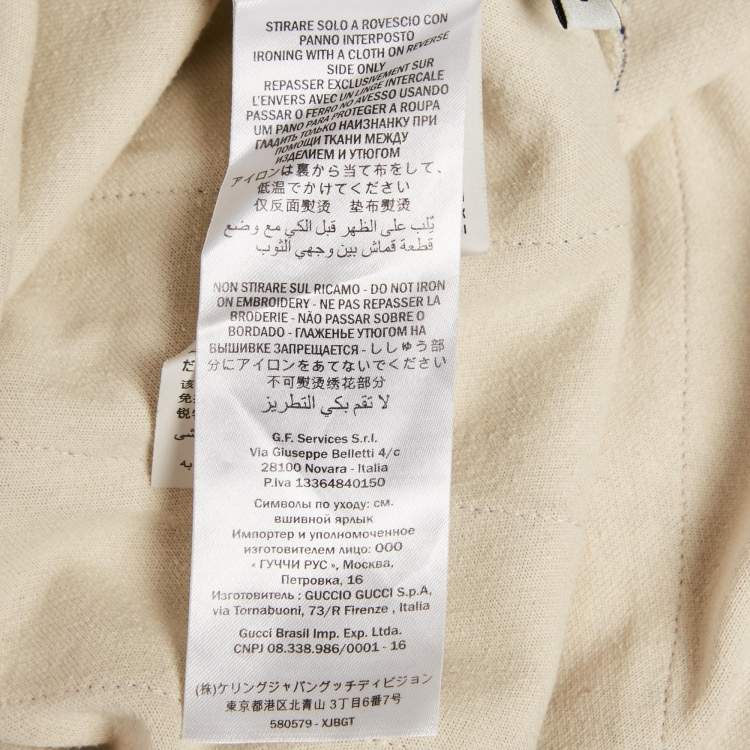 STIRARE SOLO A ROVESCIO CON
PANNO INTERPOSTO
IRONING WITH A CLOTH ON REVERSE
SIDE ONLY
REPASSER EXCLUSIVEMENT SUR
L'ENVERS AVEC UN LINGE INTERCALE
PASSAR O FERRO NO AVESSO USANDO
UM PANO PARA PROTEGER A ROUPA
ГЛАДИТЬ ТОЛЬКО НАИЗНАНКУ ПРИ
ПОМОЩИ ТКАНИ МЕЖДУ
ИЗДЕЛИЕМ И УТЮГОМ
アイロンは裏から当て布をして、
低温でかけてください
仅反面熨烫 垫布熨烫
يُلب على الظهر قبل الكي مع وضع
قطعة قماش بين وجهي الثوب
NON STIRARE SUL RICAMO - DO NOT IRON
ON EMBROIDERY - NE PAS REPASSER LA
BRODERIE - NÃO PASSAR SOBRE O
BORDADO - ГЛАЖЕНЬЕ УТЮГОМ НА
ВЫШИВКЕ ЗАПРЕЩАЕТСЯ - ししゅう部
分にアイロンをあてないでください
不可熨烫绣花部分
لا تقم بكي التطريز
G.F. Services S.r.l.
Via Giuseppe Belletti 4/c
28100 Novara - Italia
P.Iva 13364840150
Символы по уходу: см.
вшивной ярлык
Импортер и уполномоченное
изготовителем лицо: ООО
« ГУЧЧИ РУС », Москва,
Петровка, 16
Изготовитель : GUCCIO GUCCI S.p.A,
via Tornabuoni, 73/R Firenze , Italia
Gucci Brasil Imp. Exp. Ltda.
CNPJ 08.338.986/0001 - 16
(株)ケリングジャパングッチディビジョン
東京都港区北青山 3丁目6番7号
580579 - XJBGT